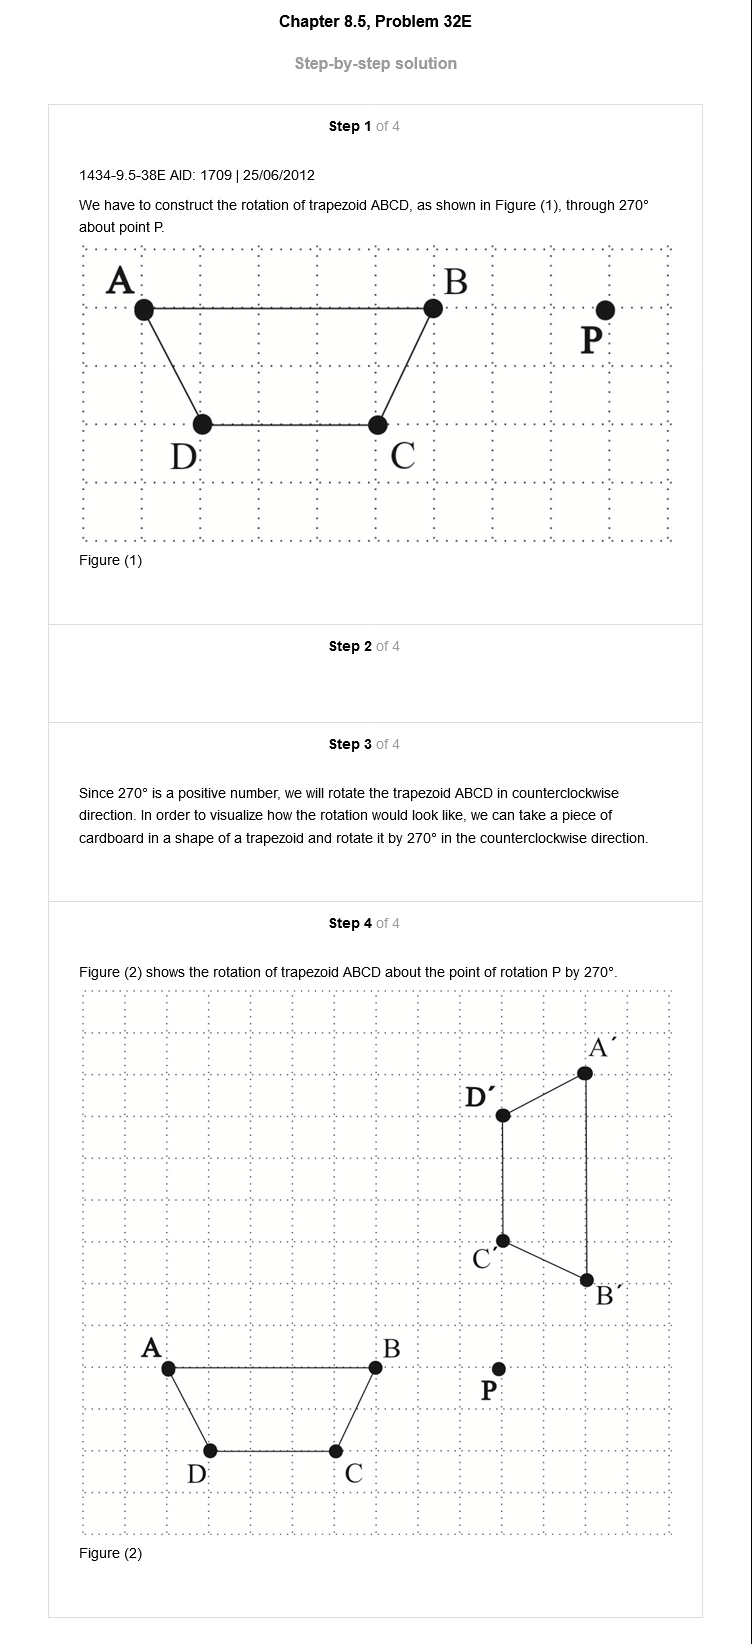 Chapter 8.5, Problem 32E
Step-by-step solution
Step 1 of 4
1434-9.5-38E AID: 1709 | 25/06/2012
We have to construct the rotation of trapezoid ABCD, as shown in Figure (1), through 270°
about point P.
A
B
P
D
C
Figure (1)
Step 2 of 4
Step 3 of 4
Since 270° is a positive number, we will rotate the trapezoid ABCD in counterclockwise
direction. In order to visualize how the rotation would look like, we can take a piece of
cardboard in a shape of a trapezoid and rotate it by 270° in the counterclockwise direction.
Step 4 of 4
Figure (2) shows the rotation of trapezoid ABCD about the point of rotation P by 270°.
A´
D´
C´
B´
A
B
P
D
C
Figure (2)